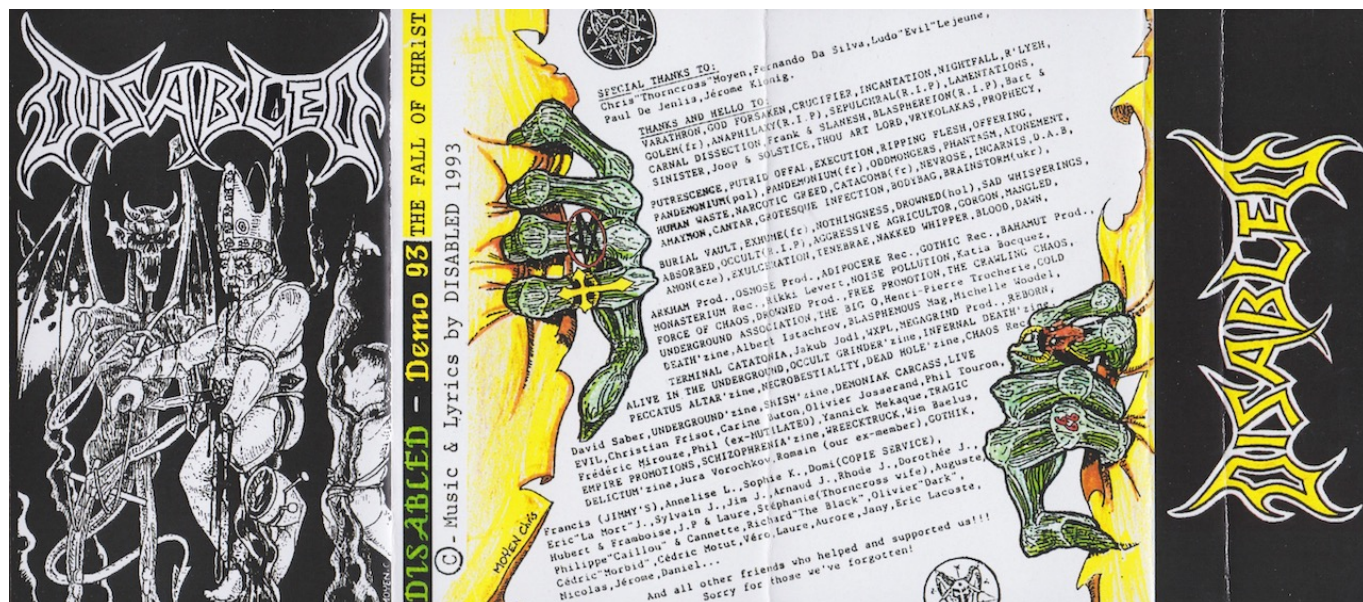 DISABLED
MOYEN.C
DISABLED - Demo 93 THE FALL OF CHRIST
© - Music & Lyrics by DISABLED 1993
SPECIAL THANKS TO:
Chris"Thorncross"Moyen,Fernando Da Silva,Ludo"Evil"Lejeune,
Paul De Jenlis,Jérome Kiknig.
THANKS AND HELLO TO:
VARATHRON,GOD FORSAKEN,CRUCIFIER,INCANTATION,NIGHTFALL,R'LYEH,
GOLEM(fr),ANAPHILAXY(R.I.P),SEPULCHRAL(R.I.P),LAMENTATIONS,
CARNAL DISSECTION,Frank & SLANESH,BLASPHEREION(R.I.P),Bart &
SINISTER,Joop & SOLSTICE,THOU ART LORD,VRYKOLAKAS,PROPHECY,
PUTRESCENCE,PUTRID OFFAL,EXECUTION,RIPPING FLESH,OFFERING,
PANDEMONIUM(pol),PANDEMONIUM(fr),ODDMONGERS,PHANTASM,ATONEMENT,
HUMAN WASTE,NARCOTIC GREED,CATACOMB(fr),NEVROSE,INCARNIS,D.A.B,
AMAYMON,CANTAR,GROTESQUE INFECTION,BODYBAG,BRAINSTORM(ukr),
BURIAL VAULT,EXHUME(fr),NOTHINGNESS,DROWNED(hol),SAD WHISPERINGS,
ABSORBED,OCCULT(R.I.P),AGGRESSIVE AGRICULTOR,GORGON,MANGLED,
AMON(cze),EXULCERATION,TENEBRAE,NAKKED WHIPPER,BLOOD,DAWN,
ARKHAM Prod.,OSMOSE Prod.,ADIPOCERE Rec.,GOTHIC Rec.,BAHAMUT Prod.,
MONASTERIUM Rec.,Rikki Levert,NOISE POLLUTION,Katia Bocquez,
FORCE OF CHAOS,DROWNED Prod.,FREE PROMOTION,THE CRAWLING CHAOS,
UNDERGROUND ASSOCIATION,THE BIG O,Henri-Pierre Trocherie,COLD
DEATH'zine,Albert Istachrov,BLASPHEMOUS Mag,Michelle Woodel,
TERMINAL CATATONIA,Jakub Jodl,WXPL,MEGAGRIND Prod.,REBORN,
ALIVE IN THE UNDERGROUND,OCCULT GRINDER'zine,INFERNAL DEATH'zine,
PECCATUS ALTAR'zine,NECROBESTIALITY,DEAD HOLE'zine,CHAOS Rec.,
David Saber,UNDERGROUND'zine,SHISM'zine,DEMONIAK CARCASS,LIVE
EVIL,Christian Frisot,Carine Buron,Olivier Josserand,Phil Touron,
Frédéric Mirouze,Phil (ex-MUTILATED),Yannick Mekaque,TRAGIC
EMPIRE PROMOTIONS,SCHIZOPHRENIA'zine,WREECKTRUCK,Wim Baelus,
DELICTUM'zine,Jura Vorochkov,Romain (our ex-member),GOTHIK,
Francis (JIMMY'S),Annelise L.,Sophie K.,Domi(COPIE SERVICE),
Eric"La Mort"J.,Sylvain J.,Jim J.,Arnaud J.,Rhode J.,Dorothée J.,
Hubert & Framboise,J.P & Laure,Stéphanie(Thorncross wife),Auguste,
Philippe"Caillou" & Cannette,Richard"The Black",Olivier"Dark",
Cédric"Morbid",Cédric Motut,Véro,Laure,Aurore,Jany,Eric Lacoste,
Nicolas,Jérome,Daniel...
And all other friends who helped and supported us!!!
Sorry for those we've forgotten!
MOYEN Chris
DISABLED